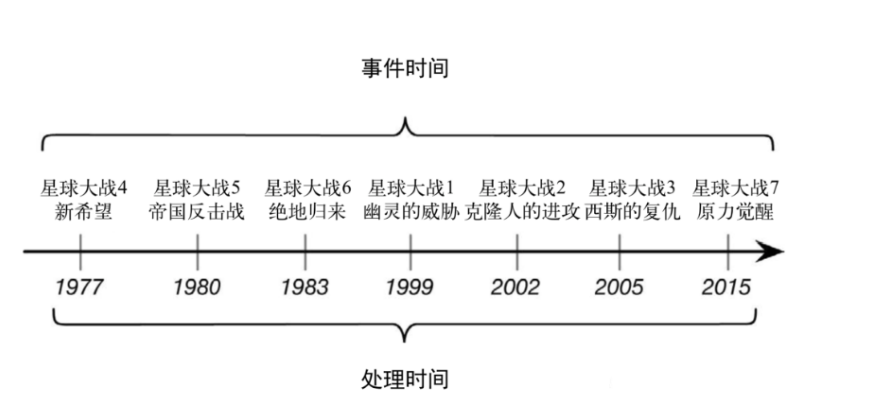 事件时间
星球大战4 星球大战5 星球大战6 星球大战1 星球大战2 星球大战3 星球大战7
新希望 帝国反击战 绝地归来 幽灵的威胁 克隆人的进攻 西斯的复仇 原力觉醒
1977 1980 1983 1999 2002 2005 2015
处理时间